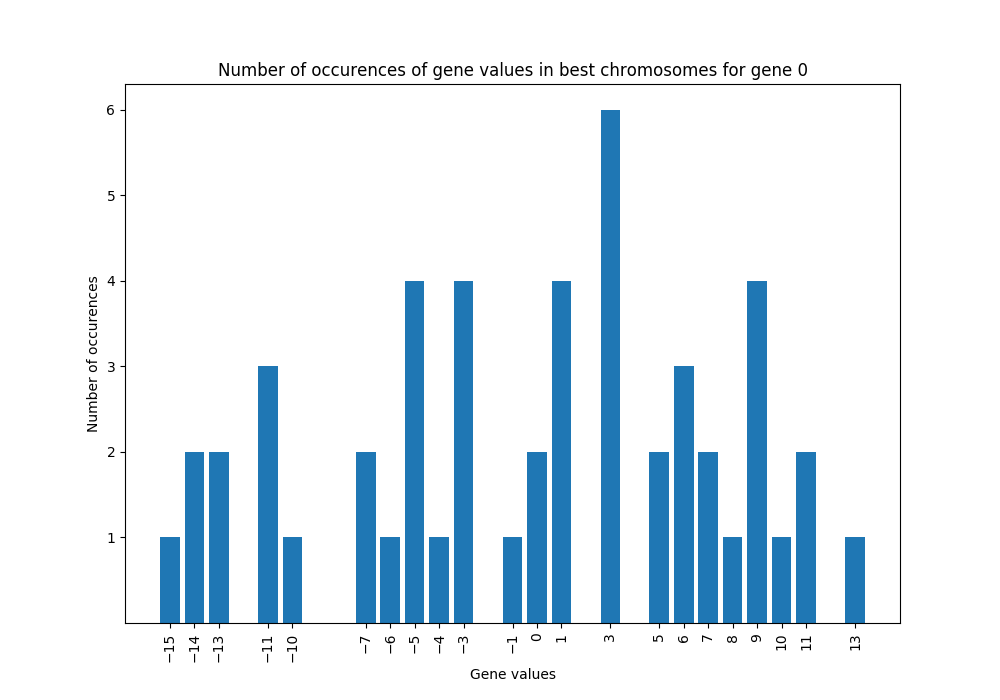 Number of occurences of gene values in best chromosomes for gene 0
6
5
4
3
2
1
Number of occurences
−15 −14 −13 −11 −10 −7 −6 −5 −4 −3 −1 0 1 3 5 6 7 8 9 10 11 13
Gene values